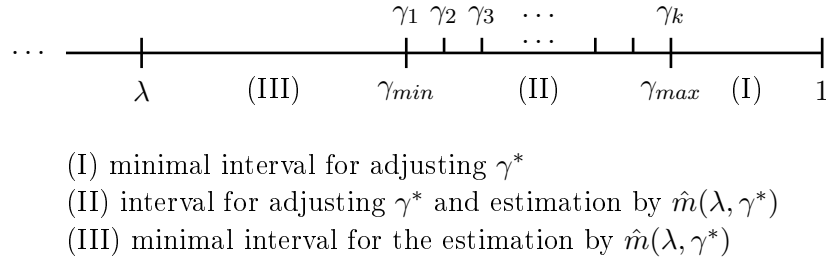 γ₁ γ₂ γ₃ ⋯ γₖ
⋯ ⋯
λ (III) γₘᵢₙ (II) γₘₐₓ (I) 1
(I) minimal interval for adjusting γ*
(II) interval for adjusting γ* and estimation by m̂(λ, γ*)
(III) minimal interval for the estimation by m̂(λ, γ*)